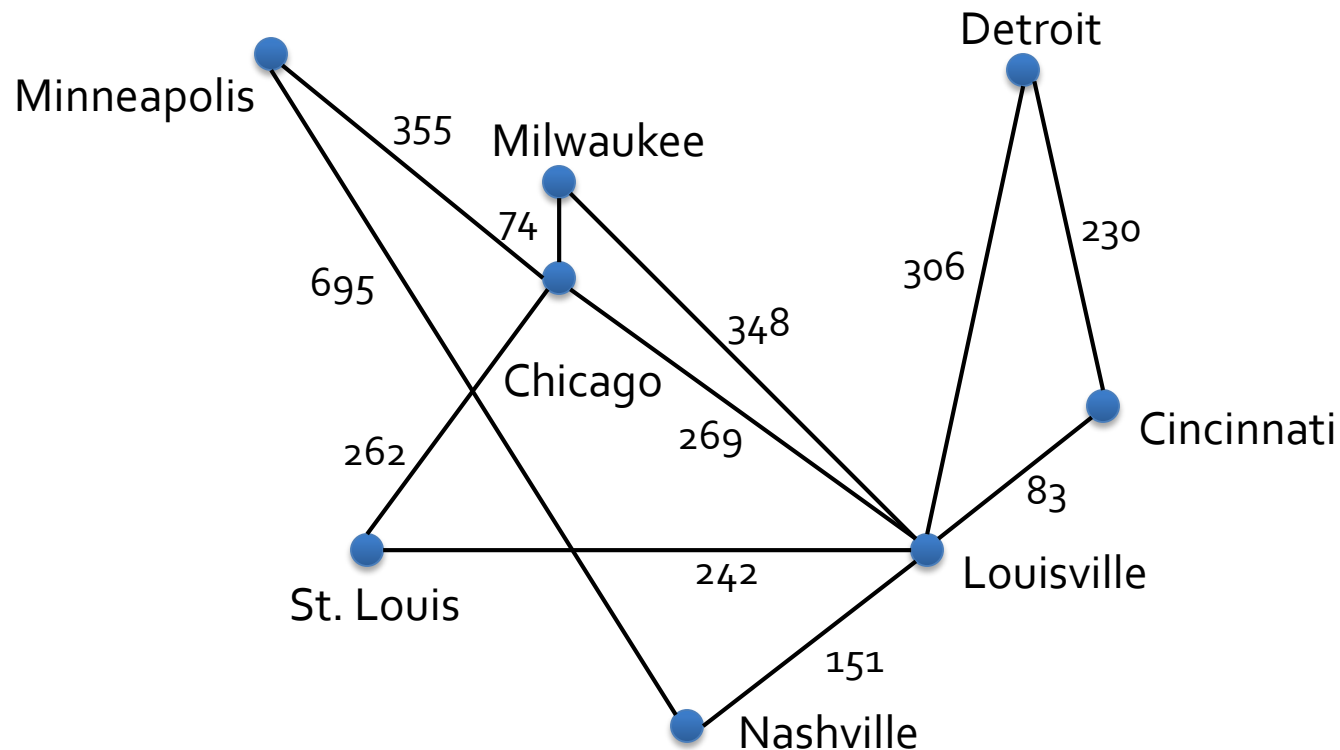 Detroit
Minneapolis
355
Milwaukee
74
230
306
695
348
Chicago
Cincinnati
269
262
83
242
Louisville
St. Louis
151
Nashville